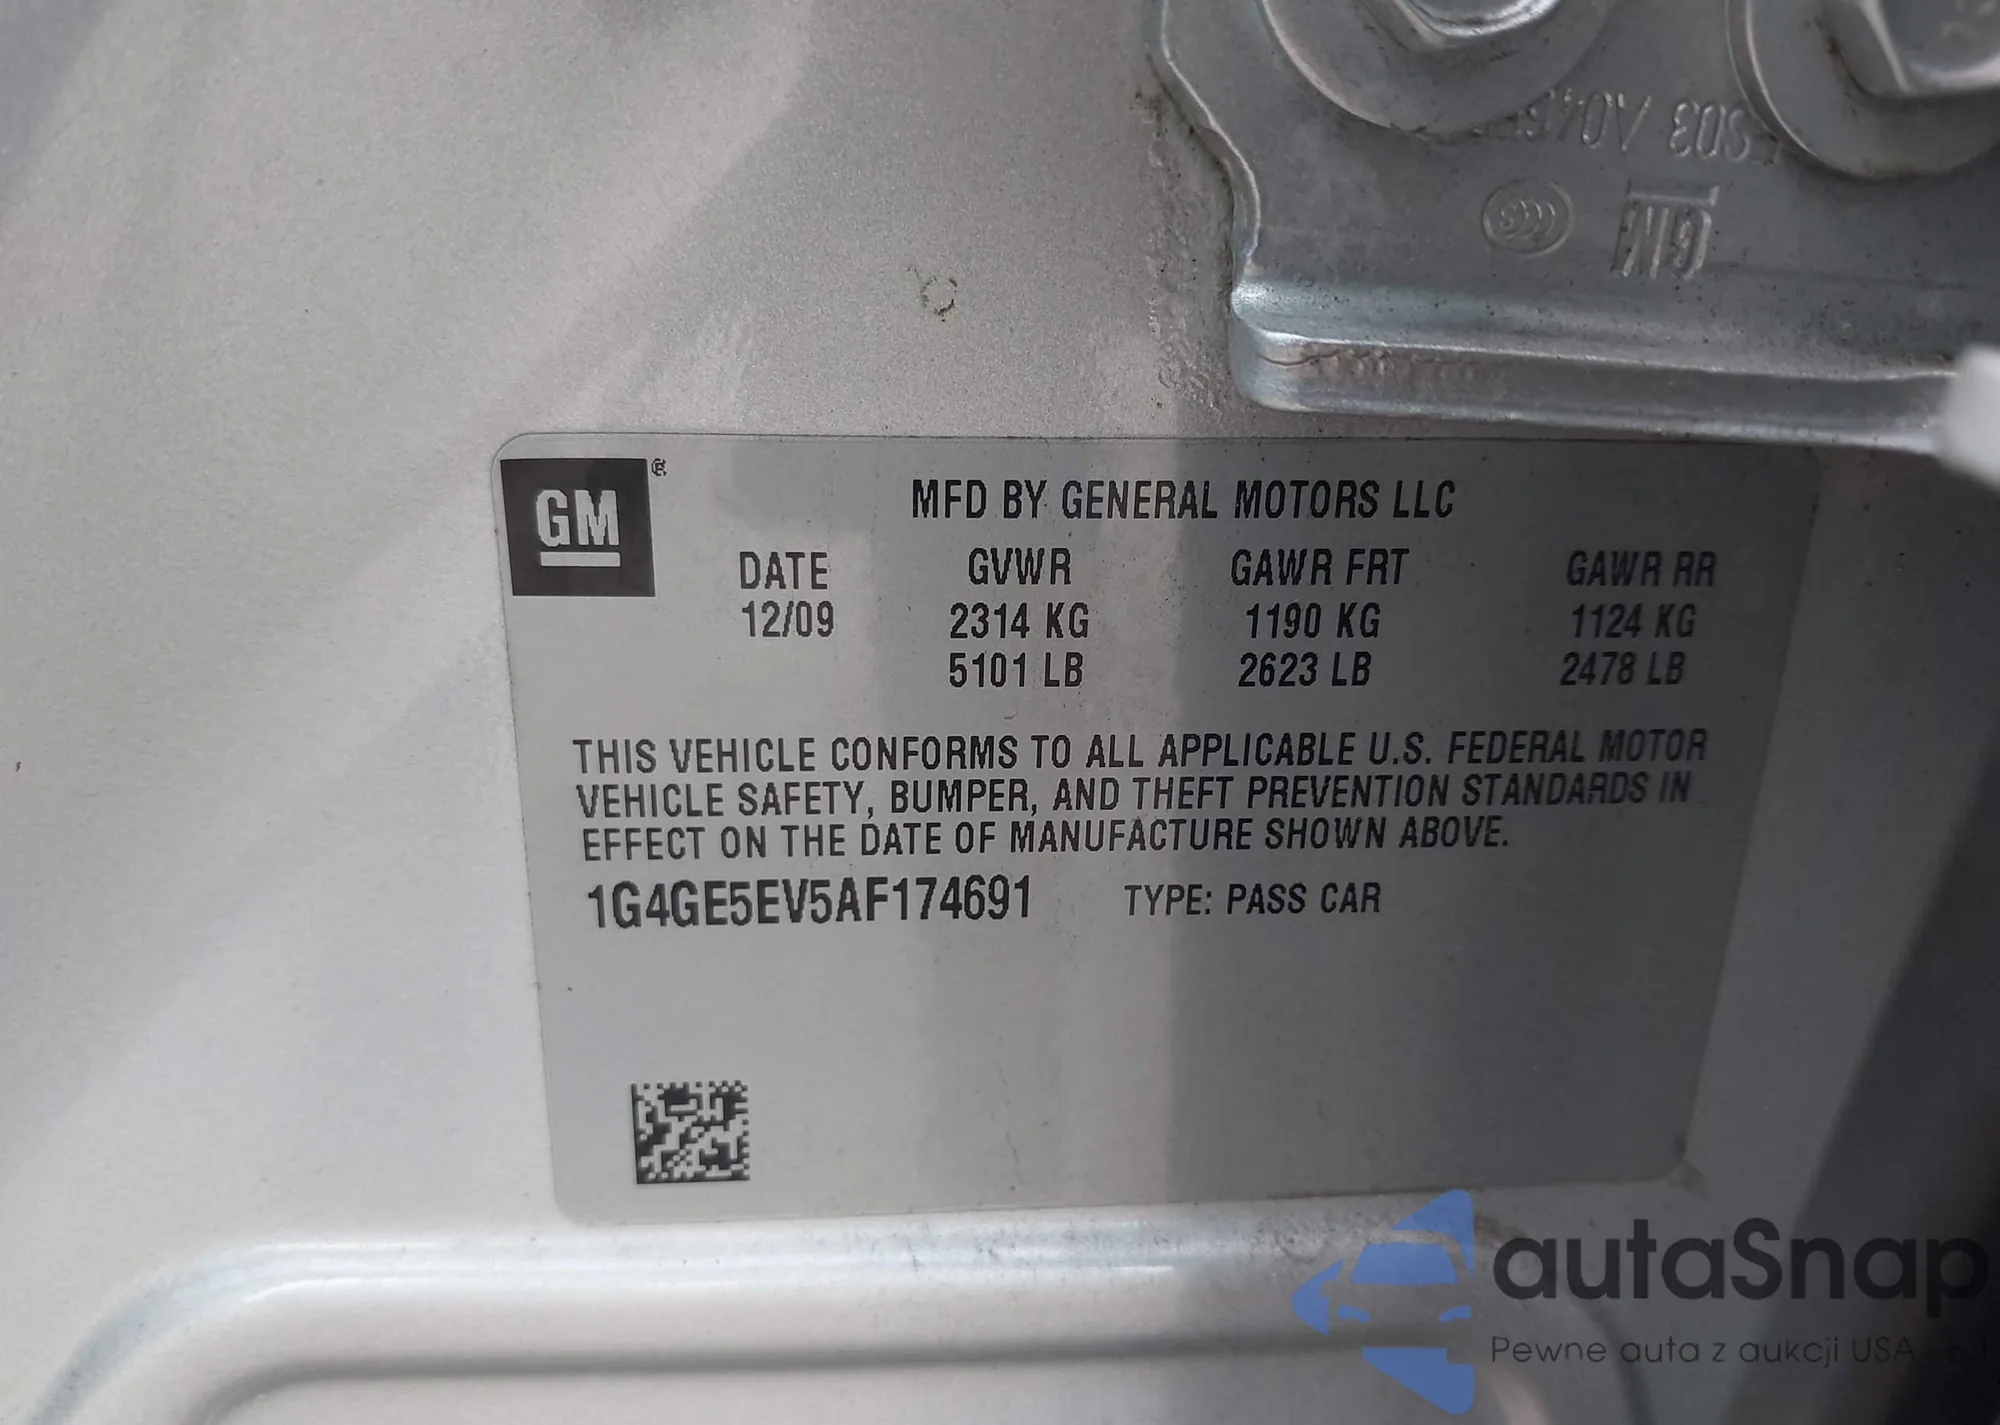 GM
GM
MFD BY GENERAL MOTORS LLC
DATE GVWR GAWR FRT GAWR RR
12/09 2314 KG 1190 KG 1124 KG
5101 LB 2623 LB 2478 LB
THIS VEHICLE CONFORMS TO ALL APPLICABLE U.S. FEDERAL MOTOR
VEHICLE SAFETY, BUMPER, AND THEFT PREVENTION STANDARDS IN
EFFECT ON THE DATE OF MANUFACTURE SHOWN ABOVE.
1G4GE5EV5AF174691 TYPE: PASS CAR
autaSnap
Pewne auta z aukcji USA i EU